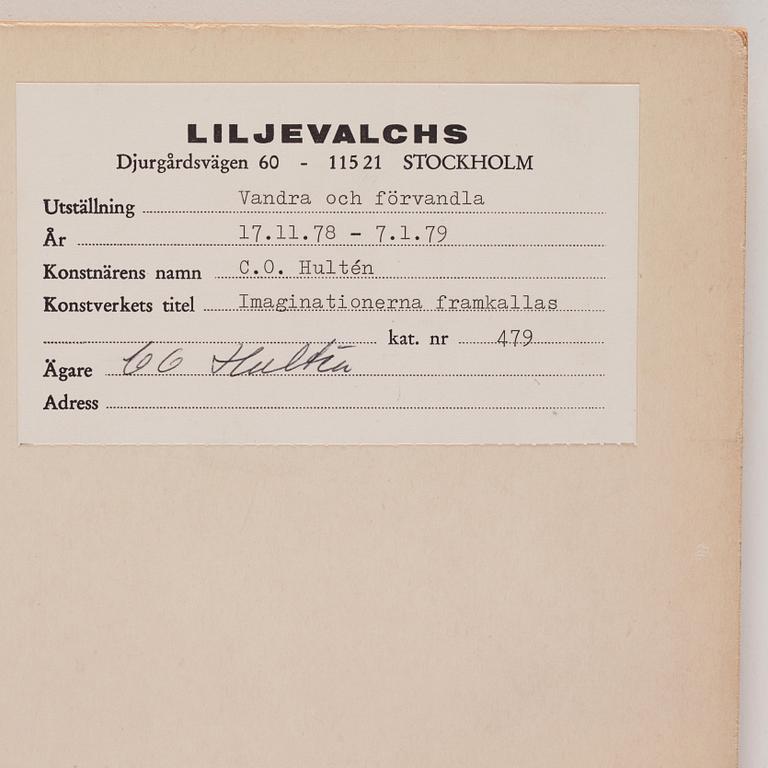 LILJEVALCHS
Djurgårdsvägen 60 - 115 21 STOCKHOLM
Utställning Vandra och förvandla
År 17.11.78 - 7.1.79
Konstnärens namn C.O. Hultén
Konstverkets titel Imaginationerna framkallas
kat. nr 479
Ägare CO Hultén
Adress